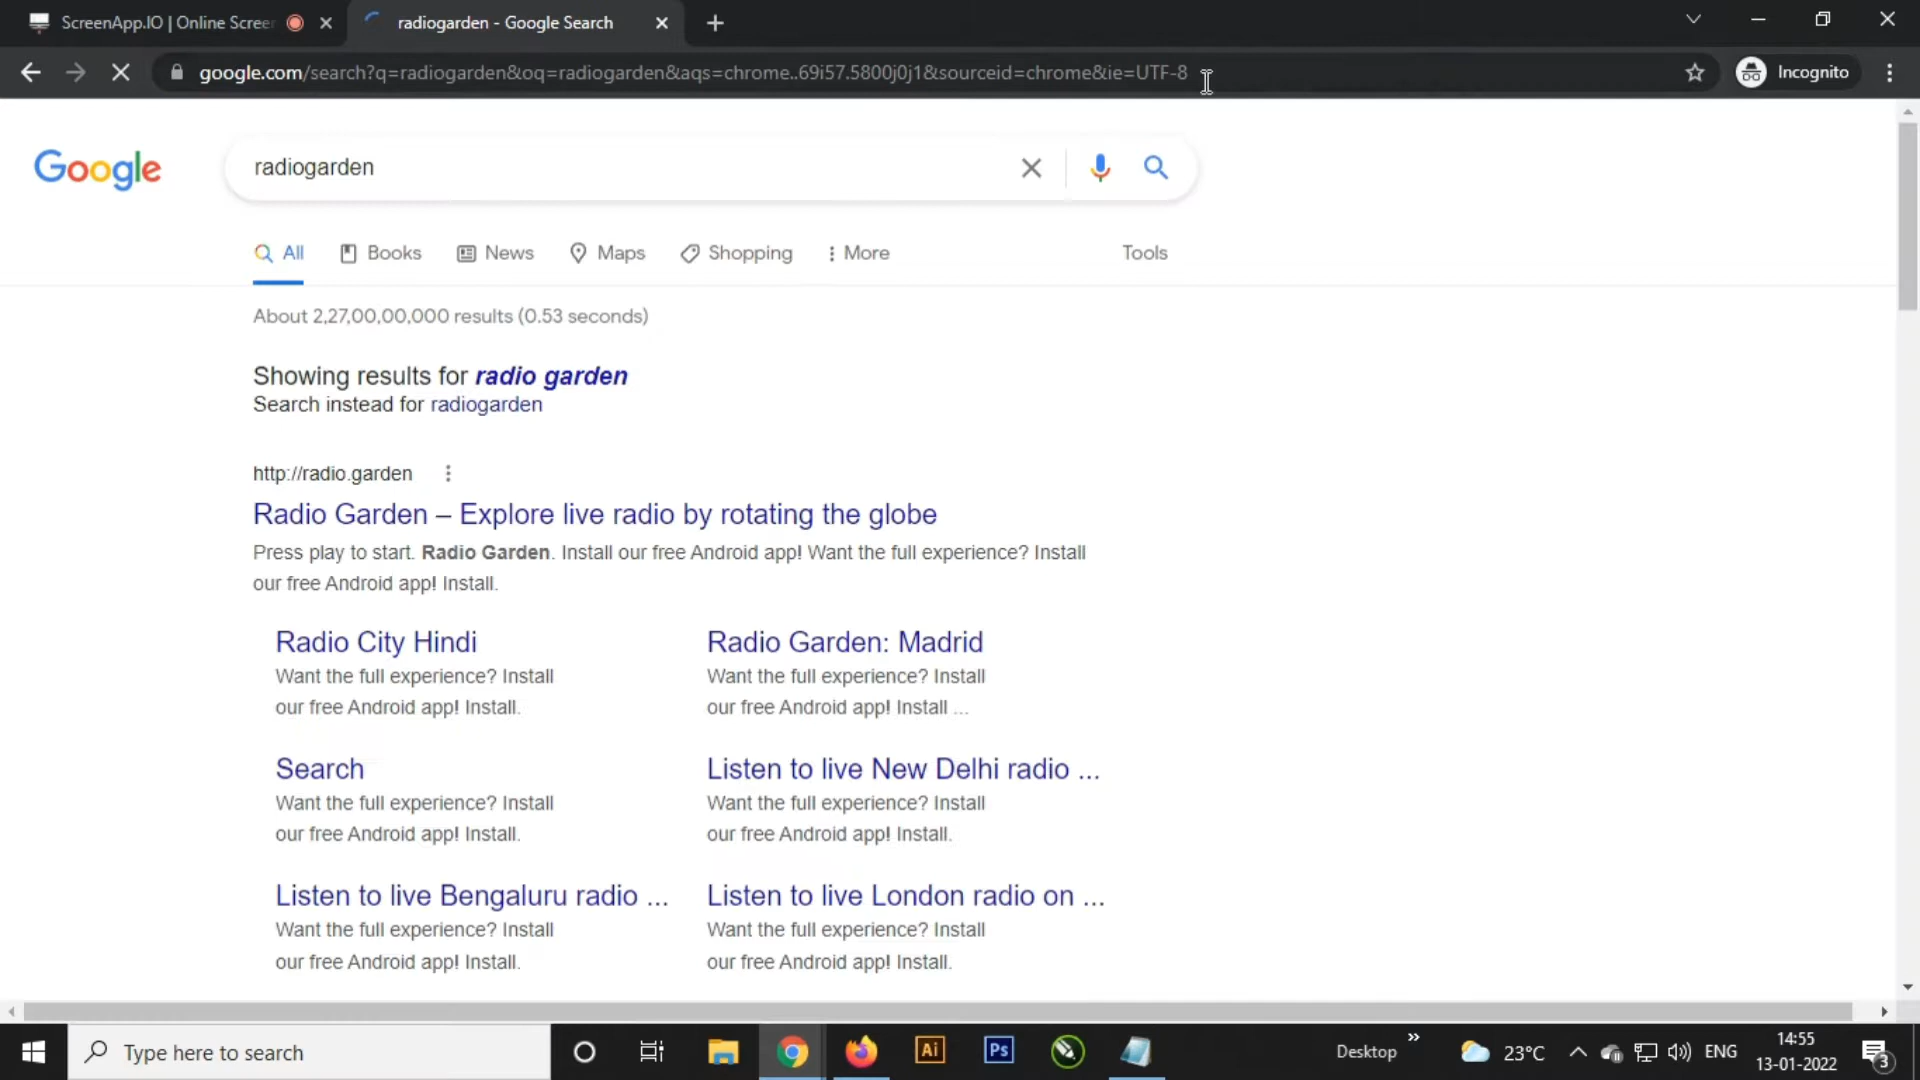 ScreenApp.IO | Online Scree
radiogarden - Google Search
google.com/search?q=radiogarden&oq=radiogarden&aqs=chrome..69i57.5800j0j1&sourceid=chrome&ie=UTF-8
Incognito
Google
radiogarden
All
Books
News
Maps
Shopping
More
Tools
About 2,27,00,00,000 results (0.53 seconds)
Showing results for radio garden
Search instead for radiogarden
http://radio.garden
Radio Garden – Explore live radio by rotating the globe
Press play to start. Radio Garden. Install our free Android app! Want the full experience? Install
our free Android app! Install.
Radio City Hindi
Want the full experience? Install
our free Android app! Install.
Radio Garden: Madrid
Want the full experience? Install
our free Android app! Install ...
Search
Want the full experience? Install
our free Android app! Install.
Listen to live New Delhi radio ...
Want the full experience? Install
our free Android app! Install.
Listen to live Bengaluru radio ...
Want the full experience? Install
our free Android app! Install.
Listen to live London radio on ...
Want the full experience? Install
our free Android app! Install.
Type here to search
Ai
Ps
Desktop
23°C
ENG
14:55
13-01-2022
3